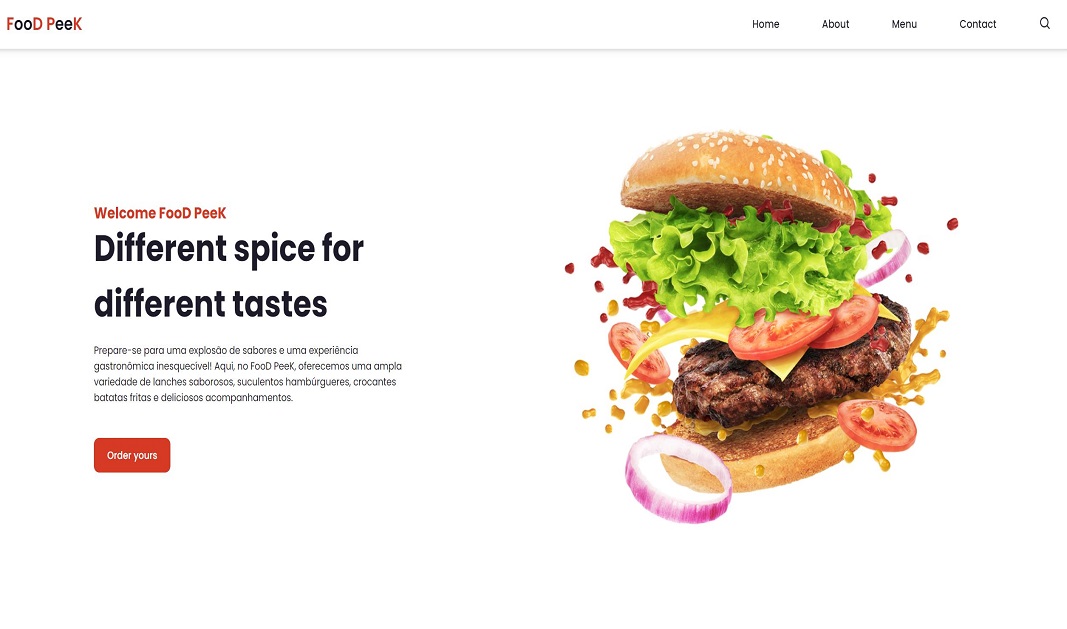 FooD PeeK
Home About Menu Contact
Welcome FooD PeeK
Different spice for
different tastes
Prepare-se para uma explosão de sabores e uma experiência
gastronômica inesquecível! Aqui, no FooD PeeK, oferecemos uma ampla
variedade de lanches saborosos, suculentos hambúrgueres, crocantes
batatas fritas e deliciosos acompanhamentos.
Order yours